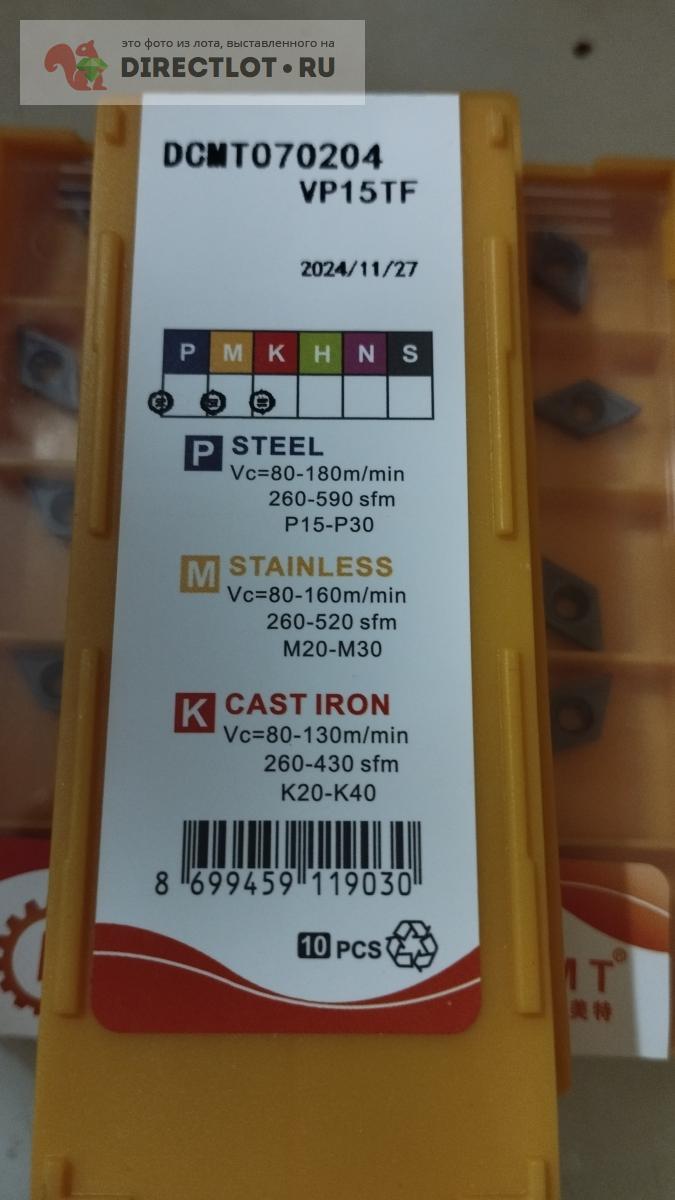 это фото из лота, выставленного на
DIRECTLOT•RU
DCMT070204
VP15TF
2024/11/27
P M K H N S
P STEEL
Vc=80-180m/min
260-590 sfm
P15-P30
M STAINLESS
Vc=80-160m/min
260-520 sfm
M20-M30
K CAST IRON
Vc=80-130m/min
260-430 sfm
K20-K40
8 699459 119030
10 PCS
MT®
美特